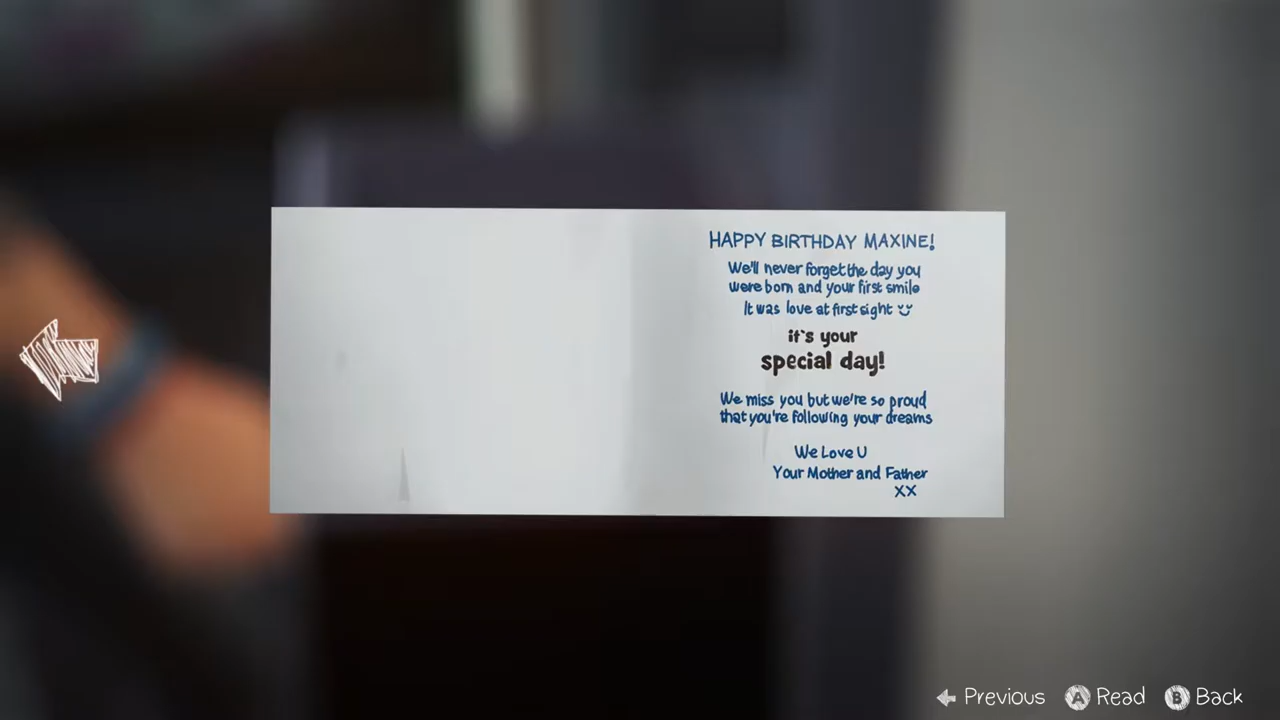 HAPPY BIRTHDAY MAXINE!
We'll never forget the day you
were born and your first smile
It was love at first sight
it's your
special day!
We miss you but we're so proud
that you're following your dreams
We Love U
Your Mother and Father
XX
Previous A Read B Back